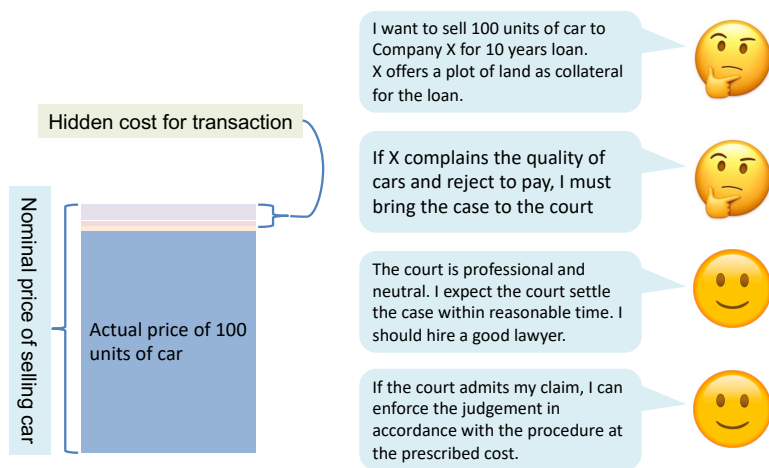 I want to sell 100 units of car to
Company X for 10 years loan.
X offers a plot of land as collateral
for the loan.
Hidden cost for transaction
If X complains the quality of
cars and reject to pay, I must
bring the case to the court
Nominal price of selling car
Actual price of 100
units of car
The court is professional and
neutral. I expect the court settle
the case within reasonable time. I
should hire a good lawyer.
If the court admits my claim, I can
enforce the judgement in
accordance with the procedure at
the prescribed cost.